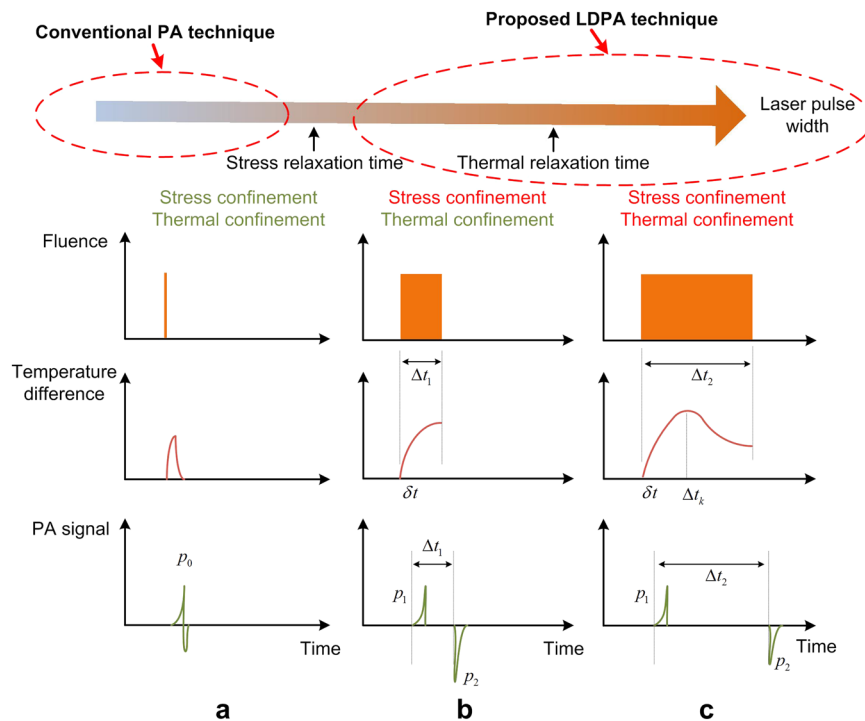 Proposed LDPA technique
Conventional PA technique
Laser pulse
width
Stress relaxation time
Thermal relaxation time
Stress confinement
Thermal confinement
Stress confinement
Thermal confinement
Stress confinement
Thermal confinement
Fluence
Δt₁
Δt₂
Temperature
difference
δt
δt
Δtₖ
PA signal
p₀
Δt₁
p₁
p₂
Δt₂
p₁
p₂
Time
Time
Time
a
b
c